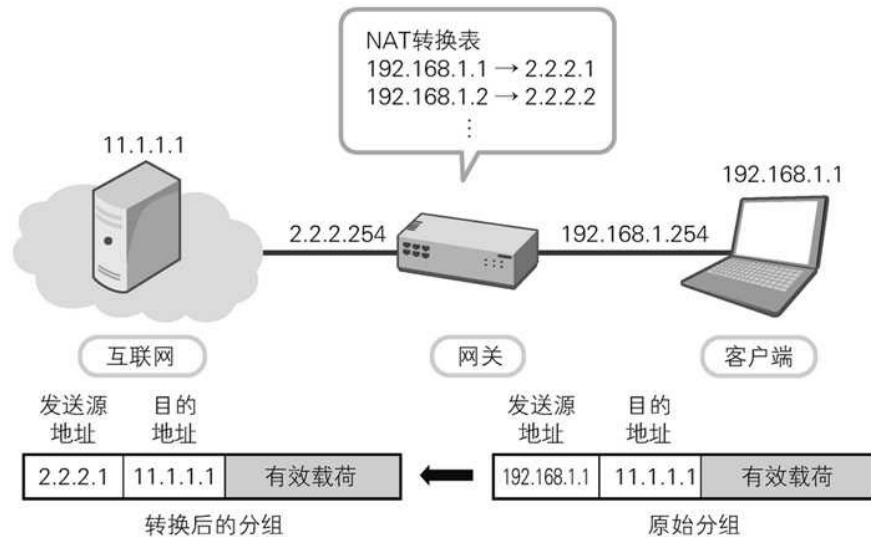 NAT转换表
192.168.1.1 → 2.2.2.1
192.168.1.2 → 2.2.2.2
⋮
11.1.1.1
192.168.1.1
2.2.2.254
192.168.1.254
互联网
网关
客户端
发送源
地址
目的
地址
发送源
地址
目的
地址
2.2.2.1
11.1.1.1
有效载荷
192.168.1.1
11.1.1.1
有效载荷
转换后的分组
原始分组